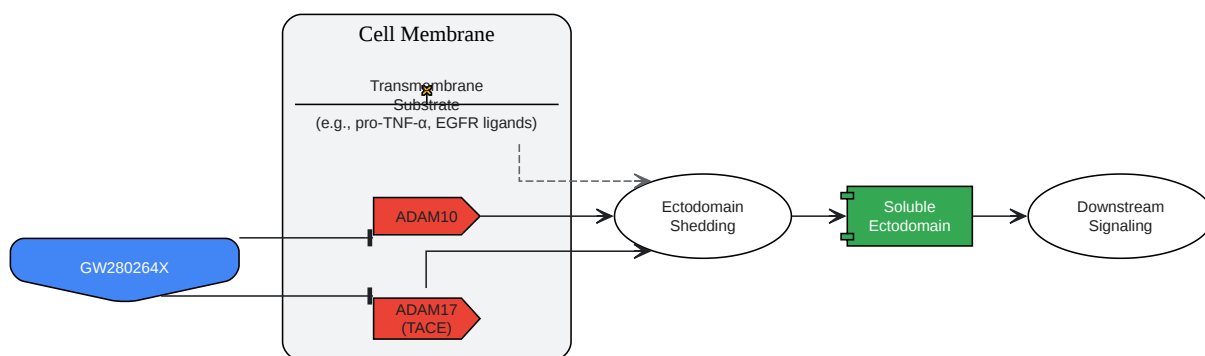 Cell Membrane
Transmembrane
Substrate
(e.g., pro-TNF-α, EGFR ligands)
ADAM10
Ectodomain
Shedding
Soluble
Ectodomain
Downstream
Signaling
GW280264X
ADAM17
(TACE)